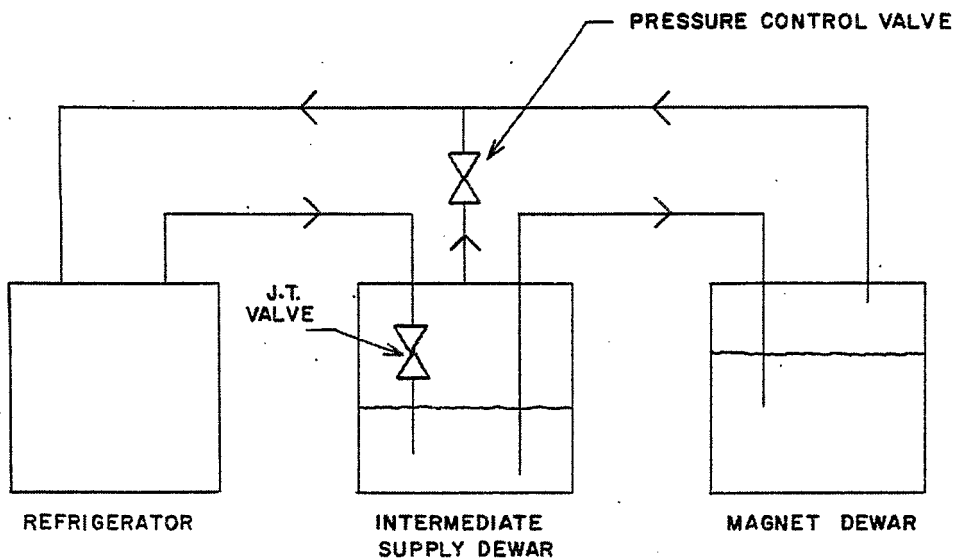 PRESSURE CONTROL VALVE
J.T.
VALVE
REFRIGERATOR
INTERMEDIATE
SUPPLY DEWAR
MAGNET DEWAR